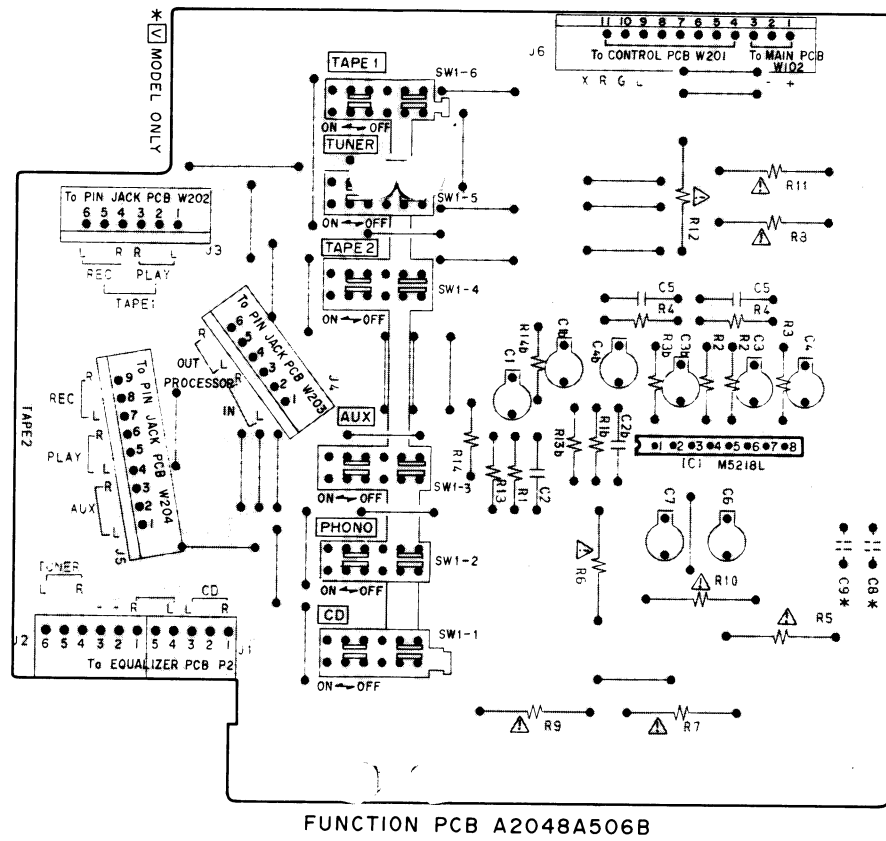 * V MODEL ONLY
TAPE 1
SW1-6
ON OFF
TUNER
SW1-5
TAPE 2
SW1-4
ON OFF
AUX
SW1-3
ON OFF
PHONO
SW1-2
ON OFF
CD
SW1-1
ON OFF
J6
11 10 9 8 7 6 5 4 3 2 1
To CONTROL PCB W201
To MAIN PCB W102
X R G L - +
To PIN JACK PCB W202
6 5 4 3 2 1
J3
L R R L
REC PLAY
TAPE1
To PIN JACK PCB W203
6 5 4 3 2 1
J4
R L
OUT
PROCESSOR
R
IN
L
To PIN JACK PCB W204
9 8 7 6 5 4 3 2 1
J5
R
REC
L
R
PLAY
L
R
AUX
L
TAPE2
TUNER
L R
- - R L L R
CD
J2
6 5 4 3 2 1 5 4 3 2 1
J1
To EQUALIZER PCB P2
R12
R11
R8
C5
R4
C5
R4
R14b
C1b
C4b
R3b
C3b
R2
R2
C3
R3
C4
C1
R14
R13
R1
C2
R13b
R1b
C2b
1 2 3 4 5 6 7 8
IC1 M5218L
C7
C6
R6
R10
R5
C9*
C8*
R9
R7
FUNCTION PCB A2048A506B